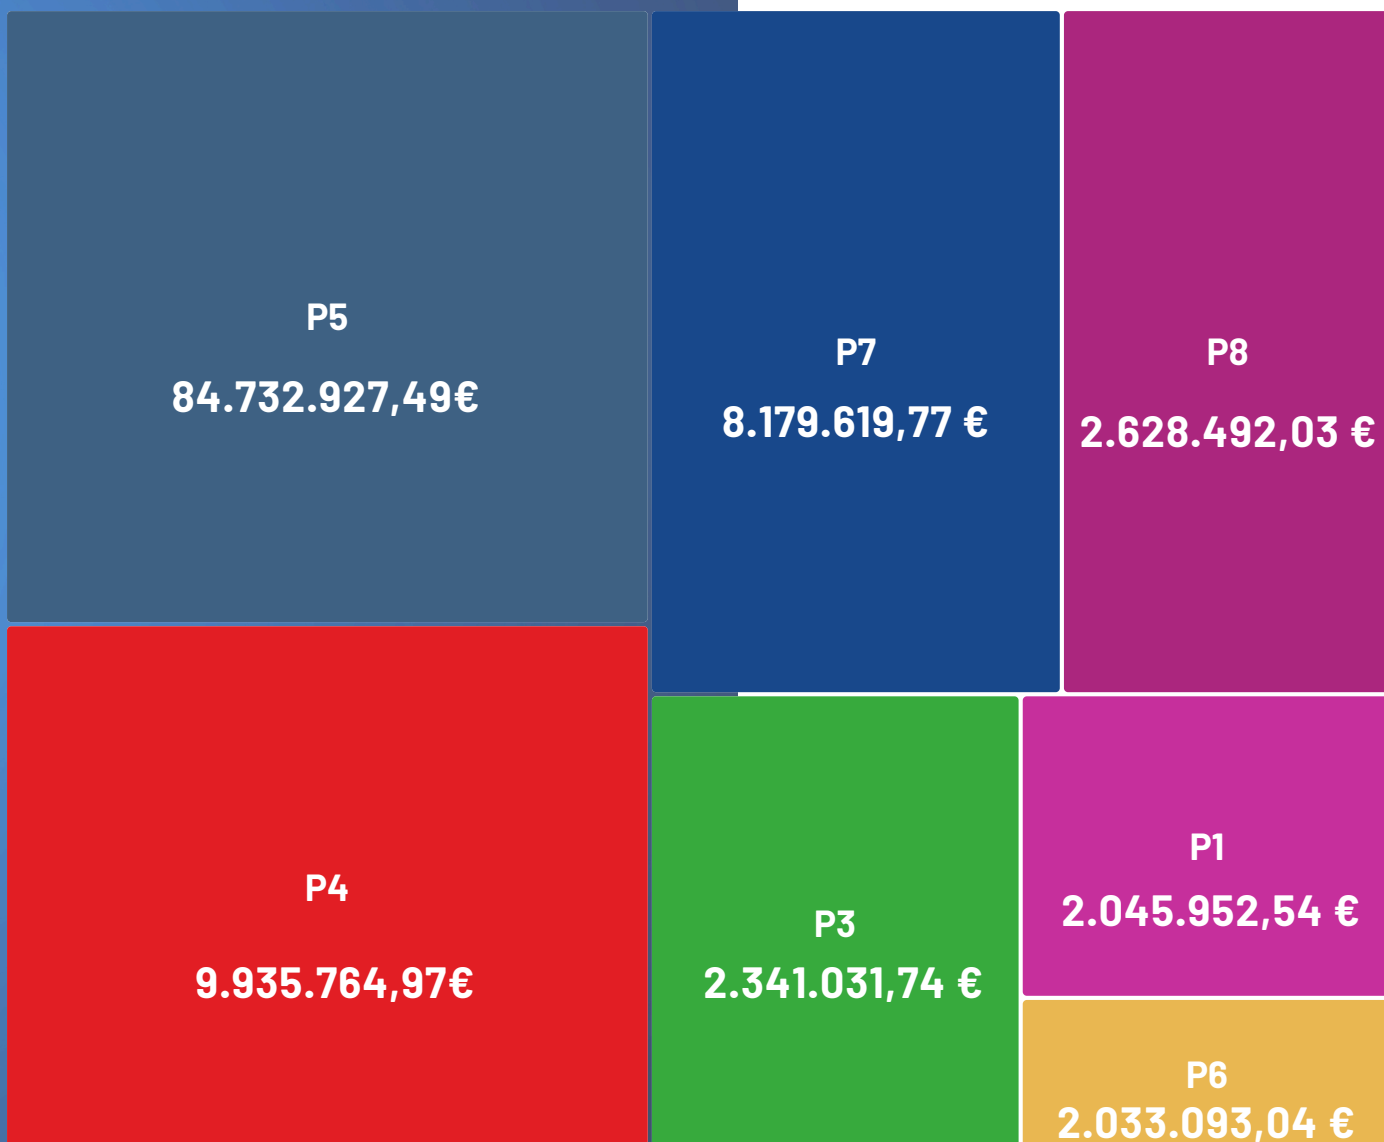 P5
84.732.927,49€
P7
8.179.619,77 €
P8
2.628.492,03 €
P4
9.935.764,97€
P3
2.341.031,74 €
P1
2.045.952,54 €
P6
2.033.093,04 €